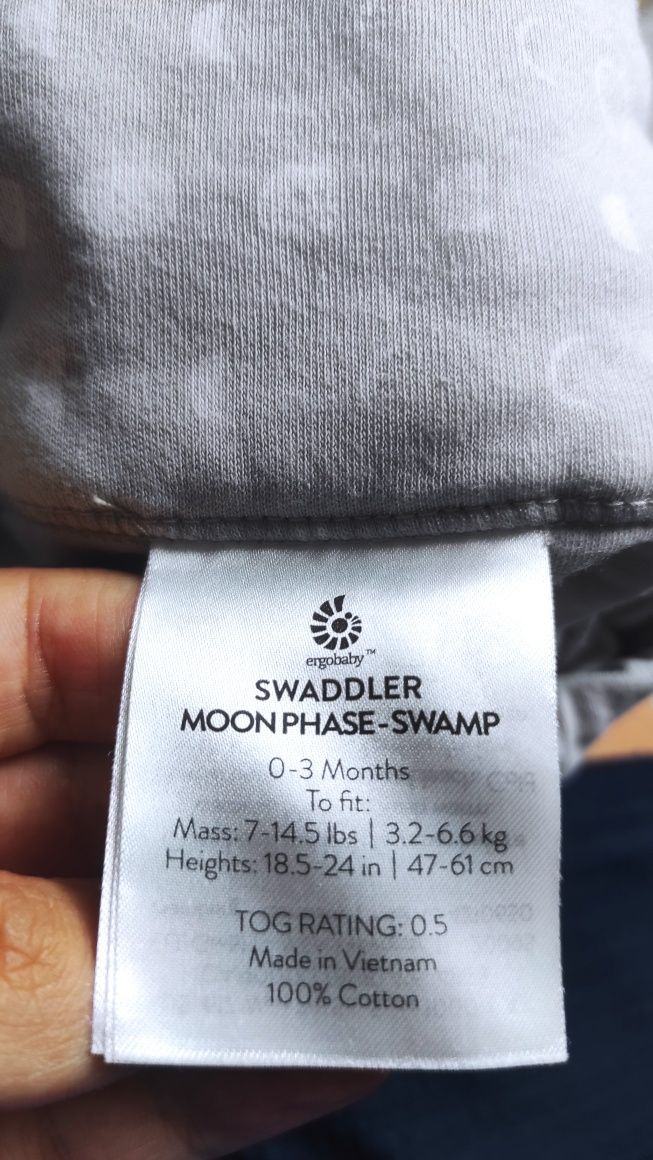 ergobaby™
SWADDLER
MOON PHASE-SWAMP
0-3 Months
To fit:
Mass: 7-14.5 lbs | 3.2-6.6 kg
Heights: 18.5-24 in | 47-61 cm
TOG RATING: 0.5
Made in Vietnam
100% Cotton